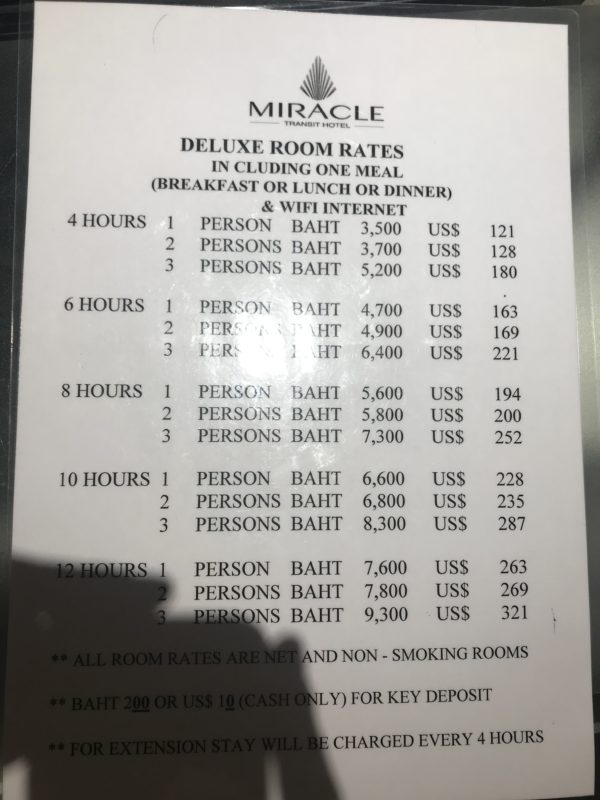 MIRACLE
TRANSIT HOTEL
DELUXE ROOM RATES
IN CLUDING ONE MEAL
(BREAKFAST OR LUNCH OR DINNER)
& WIFI INTERNET
4 HOURS 1 PERSON BAHT 3,500 US$ 121
2 PERSONS BAHT 3,700 US$ 128
3 PERSONS BAHT 5,200 US$ 180
6 HOURS 1 PERSON BAHT 4,700 US$ 163
2 PERSONS BAHT 4,900 US$ 169
3 PERSONS BAHT 6,400 US$ 221
8 HOURS 1 PERSON BAHT 5,600 US$ 194
2 PERSONS BAHT 5,800 US$ 200
3 PERSONS BAHT 7,300 US$ 252
10 HOURS 1 PERSON BAHT 6,600 US$ 228
2 PERSONS BAHT 6,800 US$ 235
3 PERSONS BAHT 8,300 US$ 287
12 HOURS 1 PERSON BAHT 7,600 US$ 263
2 PERSONS BAHT 7,800 US$ 269
3 PERSONS BAHT 9,300 US$ 321
** ALL ROOM RATES ARE NET AND NON - SMOKING ROOMS
** BAHT 200 OR US$ 10 (CASH ONLY) FOR KEY DEPOSIT
** FOR EXTENSION STAY WILL BE CHARGED EVERY 4 HOURS